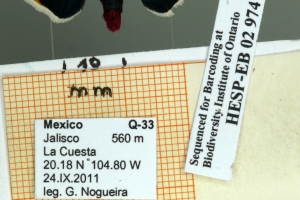 10
mm
Mexico Q-33
Jalisco 560 m
La Cuesta
20.18 N 104.80 W
24.IX.2011
leg. G. Nogueira
Sequenced for Barcoding at
Biodiversity. Institute of Ontario
HESP-EB 02 974